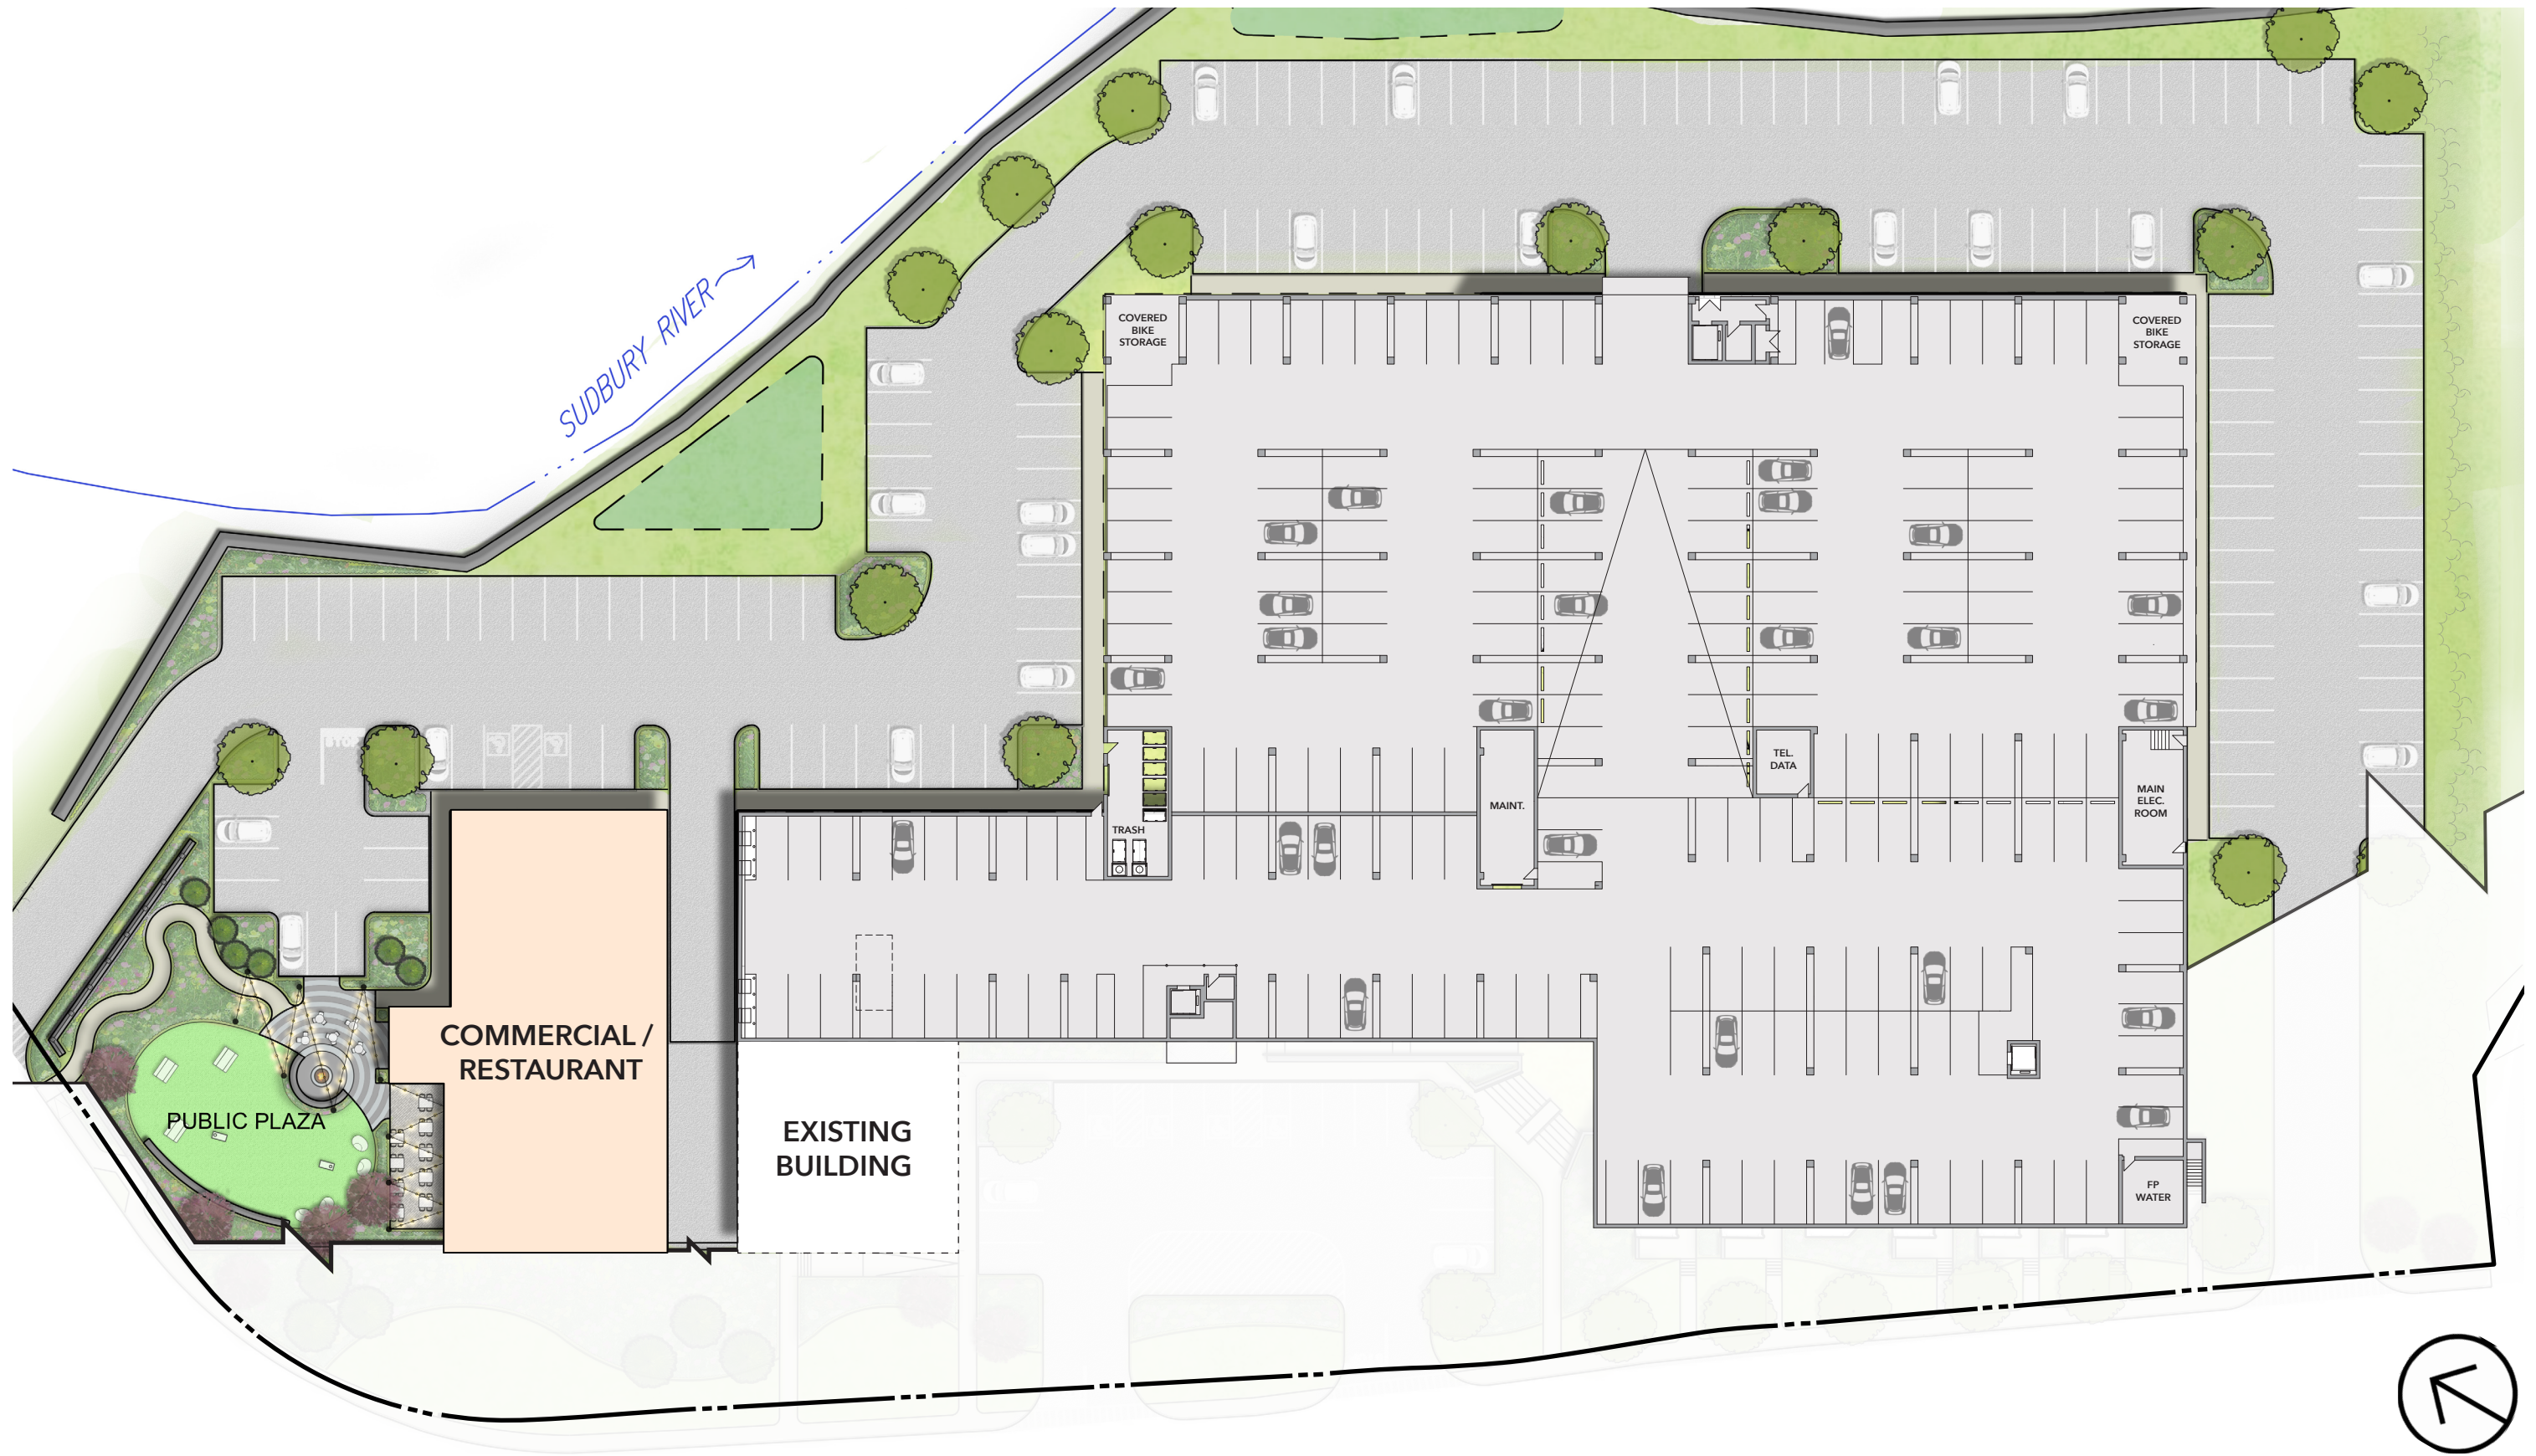 SUDBURY RIVER
COVERED
BIKE
STORAGE
COVERED
BIKE
STORAGE
STOP
TEL.
DATA
MAINT.
MAIN
ELEC.
ROOM
TRASH
COMMERCIAL /
RESTAURANT
PUBLIC PLAZA
EXISTING
BUILDING
FP
WATER